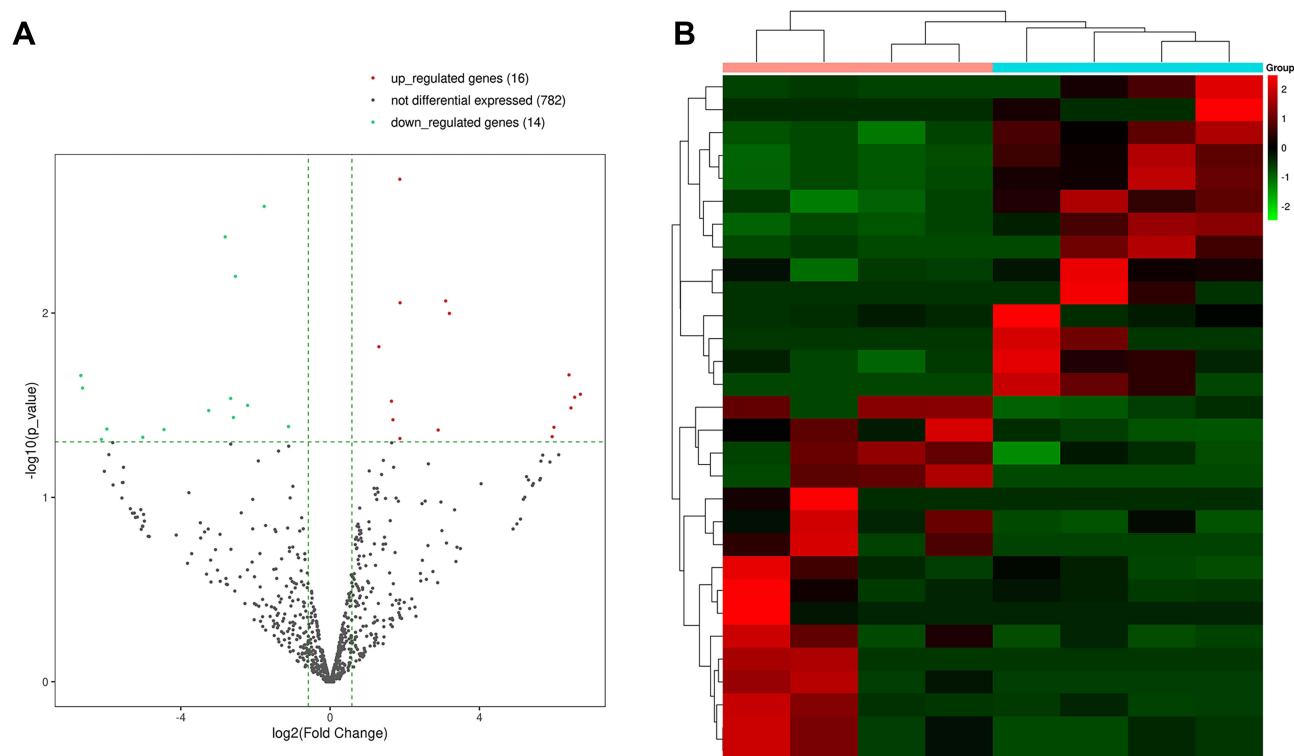 A
up_regulated genes (16)
not differential expressed (782)
down_regulated genes (14)
2
1
0
-log10(p_value)
-4
0
4
log2(Fold Change)
B
Group
2
1
0
-1
-2